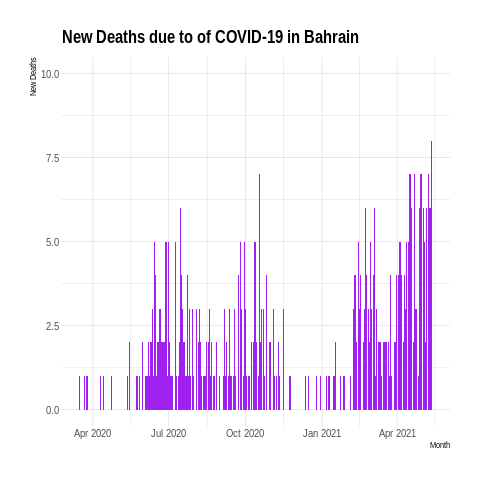 New Deaths due to of COVID-19 in Bahrain
New Deaths
10.0
7.5
5.0
2.5
0.0
Apr 2020 Jul 2020 Oct 2020 Jan 2021 Apr 2021
Month